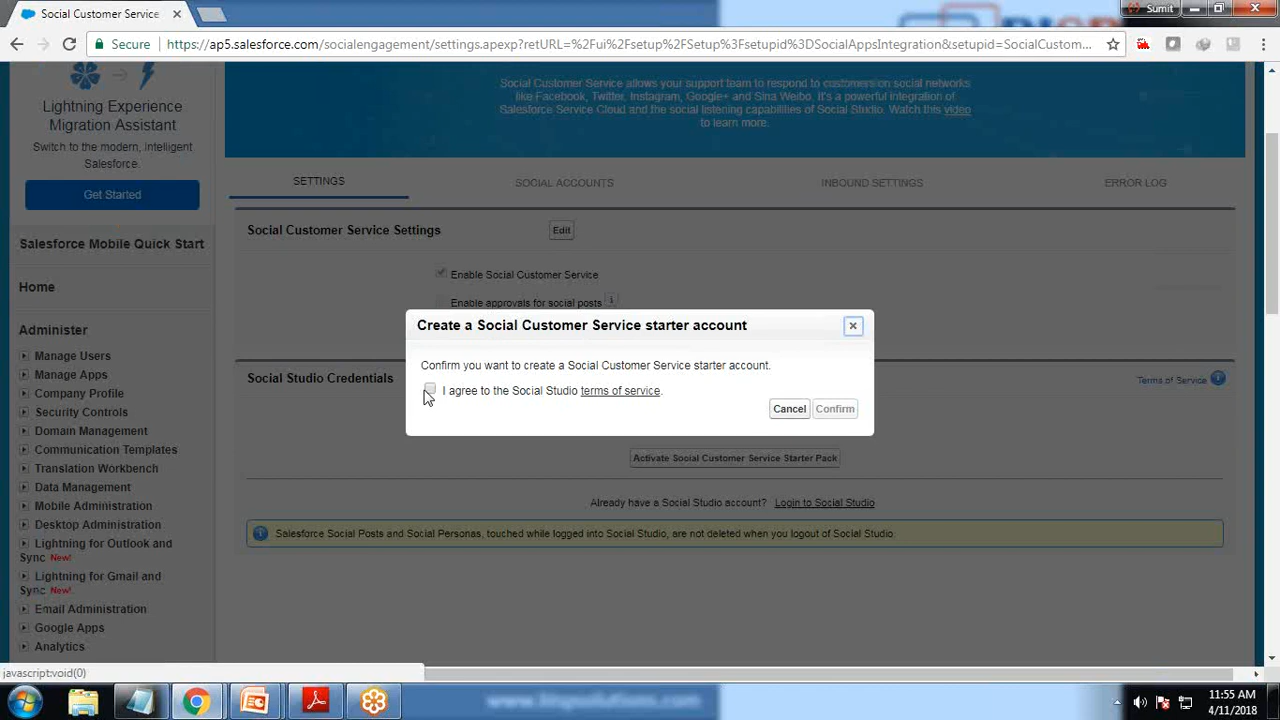 Social Customer Service
Sumit
Secure
https://ap5.salesforce.com/socialengagement/settings.apexp?retURL=%2Fui%2Fsetup%2FSetup%3Fsetupid%3DSocialAppsIntegration&setupid=SocialCustom...
Lightning Experience
Migration Assistant
Switch to the modern, intelligent
Salesforce.
Get Started
Salesforce Mobile Quick Start
Home
Administer
Manage Users
Manage Apps
Company Profile
Security Controls
Domain Management
Communication Templates
Translation Workbench
Data Management
Mobile Administration
Desktop Administration
Lightning for Outlook and
Sync New!
Lightning for Gmail and
Sync New!
Email Administration
Google Apps
Analytics
Social Customer Service allows your support team to respond to customers on social networks
like Facebook, Twitter, Instagram, Google+ and Sina Weibo. It's a powerful integration of
Salesforce Service Cloud and the social listening capabilities of Social Studio. Watch this video
to learn more.
SETTINGS
SOCIAL ACCOUNTS
INBOUND SETTINGS
ERROR LOG
Social Customer Service Settings
Edit
Enable Social Customer Service
Enable approvals for social posts
Create a Social Customer Service starter account
Confirm you want to create a Social Customer Service starter account.
I agree to the Social Studio terms of service.
Cancel
Confirm
Social Studio Credentials
Terms of Service
Activate Social Customer Service Starter Pack
Already have a Social Studio account? Login to Social Studio
Salesforce Social Posts and Social Personas, touched while logged into Social Studio, are not deleted when you logout of Social Studio
javascript:void(0)
11:55 AM
4/11/2018